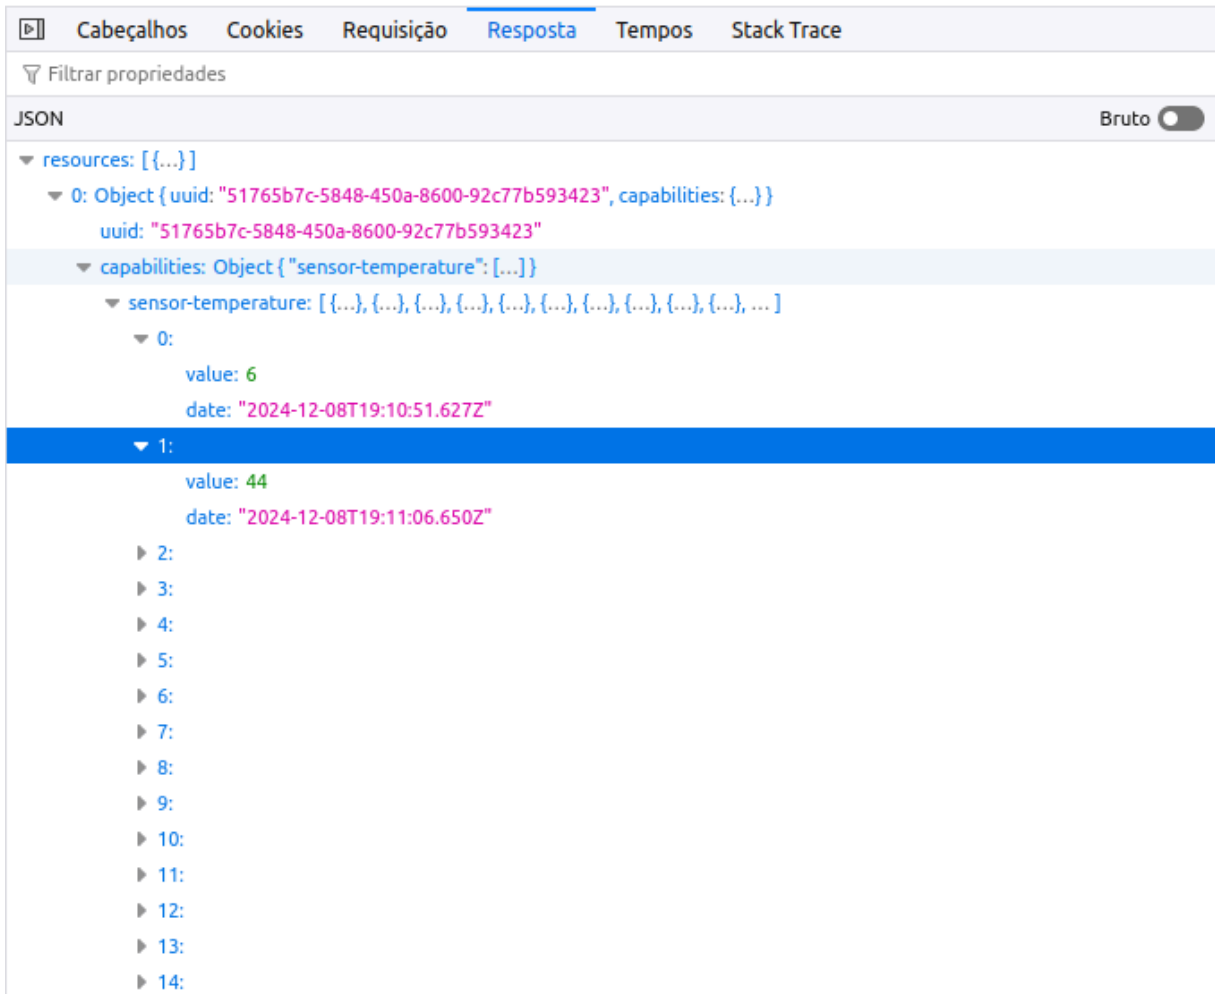 Cabeçalhos Cookies Requisição Resposta Tempos Stack Trace
Filtrar propriedades
JSON Bruto
resources: [ {…} ]
0: Object { uuid: "51765b7c-5848-450a-8600-92c77b593423", capabilities: {…} }
uuid: "51765b7c-5848-450a-8600-92c77b593423"
capabilities: Object { "sensor-temperature": […] }
sensor-temperature: [ {…}, {…}, {…}, {…}, {…}, {…}, {…}, {…}, {…}, {…}, … ]
0:
value: 6
date: "2024-12-08T19:10:51.627Z"
1:
value: 44
date: "2024-12-08T19:11:06.650Z"
2:
3:
4:
5:
6:
7:
8:
9:
10:
11:
12:
13:
14: